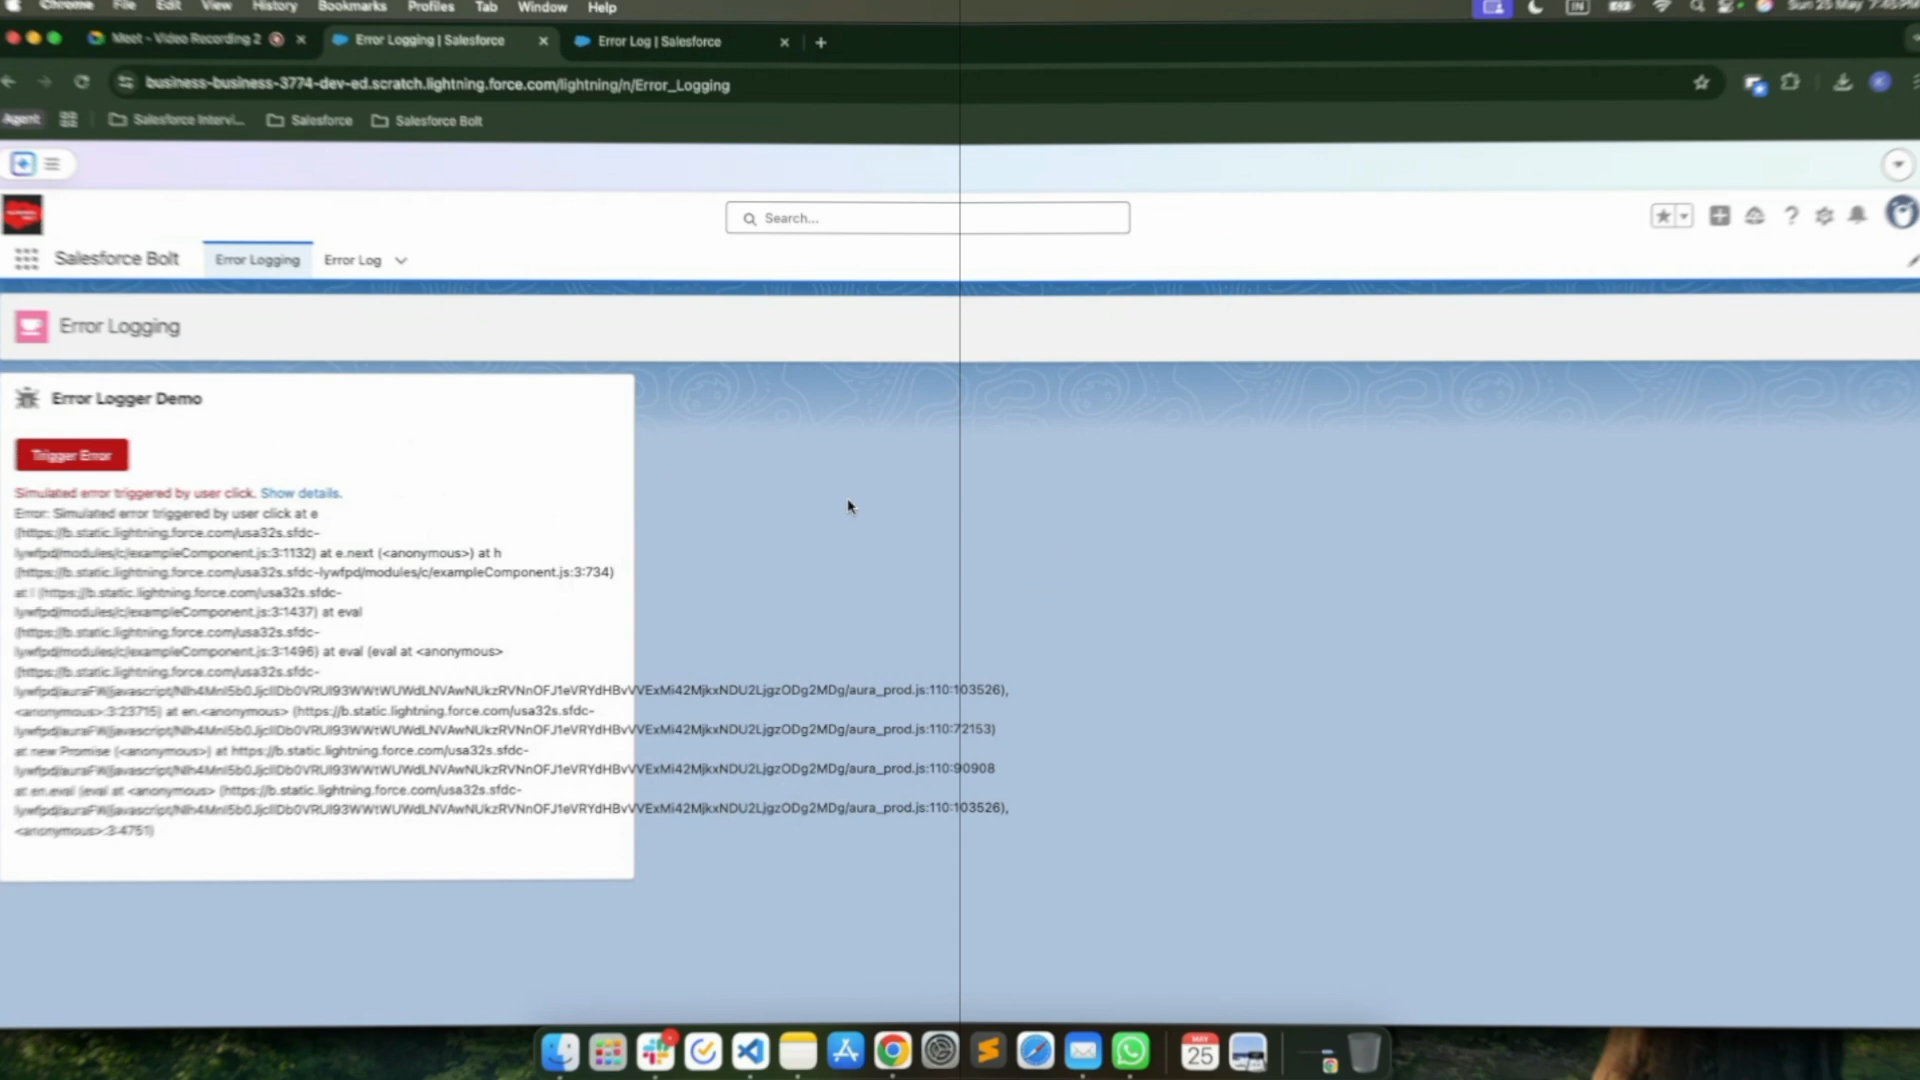 Chrome File Edit View History Bookmarks Profiles Tab Window Help
Sun 25 May
Meet - Video Recording 2
Error Logging | Salesforce
Error Log | Salesforce
business-business-3774-dev-ed.scratch.lightning.force.com/lightning/n/Error_Logging
Agent
Salesforce Intervi...
Salesforce
Salesforce Bolt
Search...
Salesforce Bolt
Error Logging
Error Log
Error Logging
Error Logger Demo
Trigger Error
Simulated error triggered by user click. Show details.
Error: Simulated error triggered by user click at e
(https://b.static.lightning.force.com/usa32s.sfdc-
lywfpd/modules/c/exampleComponent.js:3:1132) at e.next (<anonymous>) at h
(https://b.static.lightning.force.com/usa32s.sfdc-lywfpd/modules/c/exampleComponent.js:3:734)
at l (https://b.static.lightning.force.com/usa32s.sfdc-
lywfpd/modules/c/exampleComponent.js:3:1437) at eval
(https://b.static.lightning.force.com/usa32s.sfdc-
lywfpd/modules/c/exampleComponent.js:3:1496) at eval (eval at <anonymous>
(https://b.static.lightning.force.com/usa32s.sfdc-
aura_prod.js:110:103526),
<anonymous>:3:23715) at en.<anonymous> (https://b.static.lightning.force.com/usa32s.sfdc-
aura_prod.js:110:72153)
at new Promise (<anonymous>) at https://b.static.lightning.force.com/usa32s.sfdc-
aura_prod.js:110:90908
at en.eval (eval at <anonymous> (https://b.static.lightning.force.com/usa32s.sfdc-
aura_prod.js:110:103526),
<anonymous>:3:4751)
MAY
25